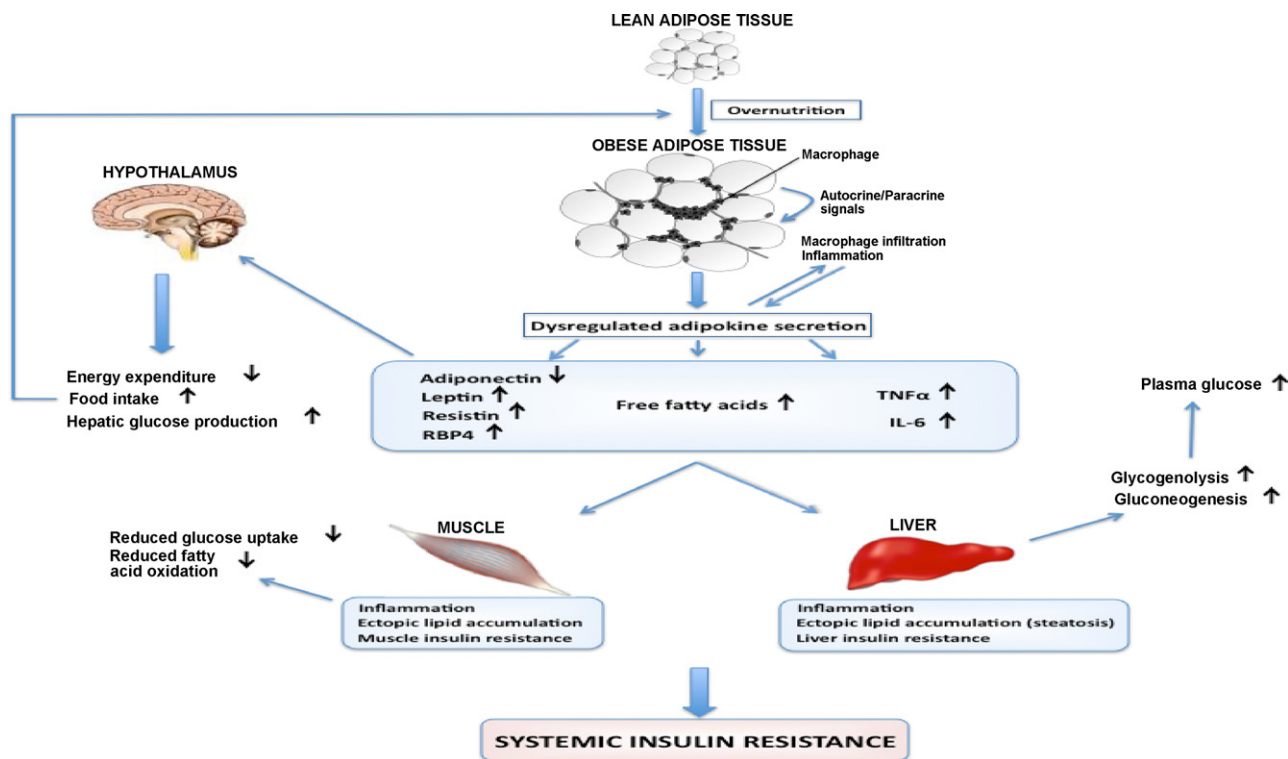 LEAN ADIPOSE TISSUE
Overnutrition
OBESE ADIPOSE TISSUE
Macrophage
Autocrine/Paracrine
signals
Macrophage infiltration
Inflammation
HYPOTHALAMUS
Dysregulated adipokine secretion
Energy expenditure ↓
Food intake ↑
Hepatic glucose production ↑
Adiponectin ↓
Leptin ↑
Resistin ↑
RBP4 ↑
Free fatty acids ↑
TNFα ↑
IL-6 ↑
Plasma glucose ↑
Glycogenolysis ↑
Gluconeogenesis ↑
MUSCLE
Reduced glucose uptake ↓
Reduced fatty
acid oxidation ↓
Inflammation
Ectopic lipid accumulation
Muscle insulin resistance
LIVER
Inflammation
Ectopic lipid accumulation (steatosis)
Liver insulin resistance
SYSTEMIC INSULIN RESISTANCE